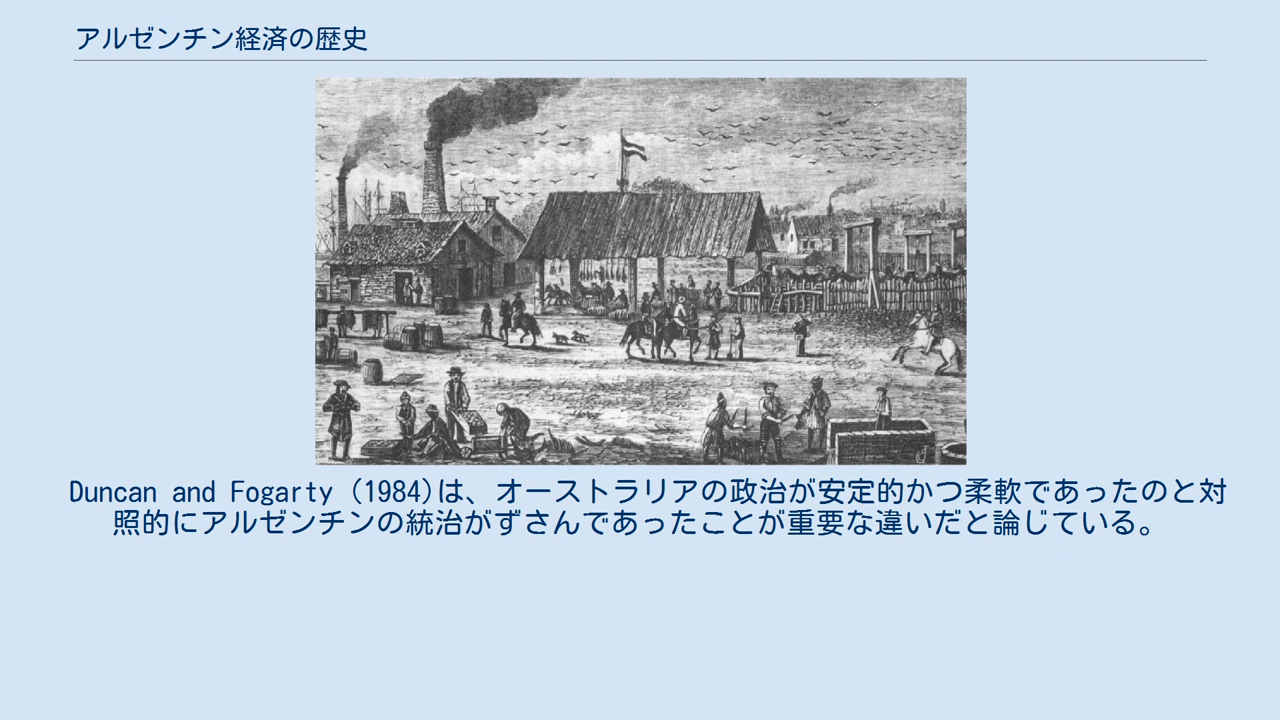 アルゼンチン経済の歴史
Duncan and Fogarty (1984)は、オーストラリアの政治が安定的かつ柔軟であったのと対
照的にアルゼンチンの統治がずさんであったことが重要な違いだと論じている。